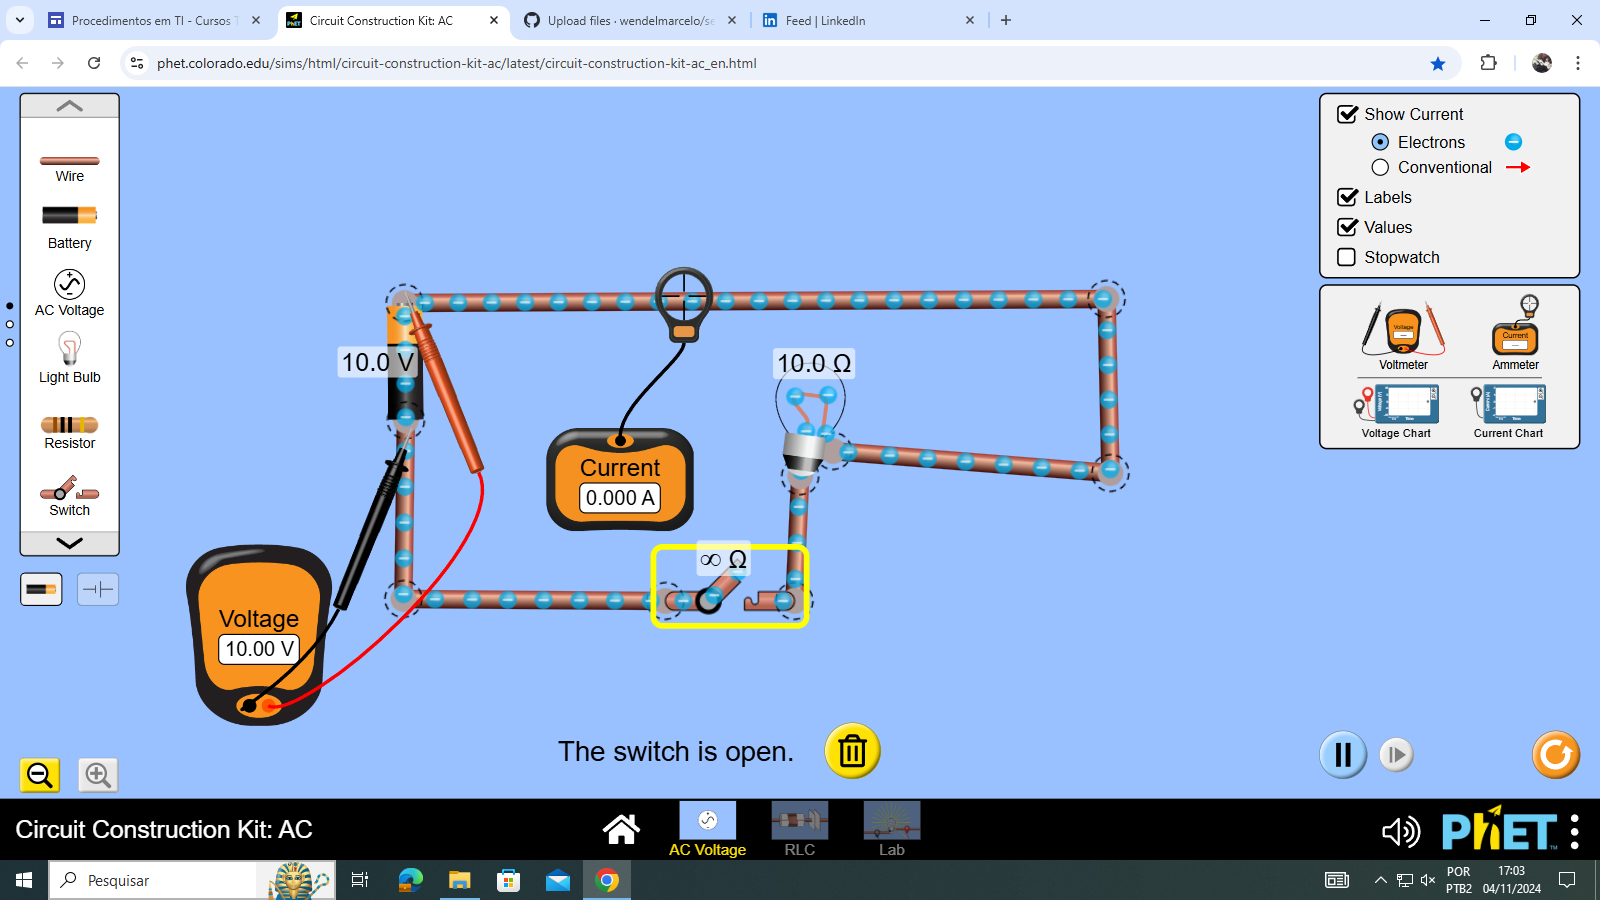 Procedimentos em TI - Cursos T
Circuit Construction Kit: AC
Upload files · wendelmarcelo/se
Feed | LinkedIn
phet.colorado.edu/sims/html/circuit-construction-kit-ac/latest/circuit-construction-kit-ac_en.html
Wire
Battery
AC Voltage
Light Bulb
Resistor
Switch
Show Current
Electrons
Conventional
Labels
Values
Stopwatch
Voltage
Current
Voltmeter
Ammeter
Voltage Chart
Current Chart
10.0 V
10.0 Ω
Current
0.000 A
∞ Ω
Voltage
10.00 V
The switch is open.
Circuit Construction Kit: AC
AC Voltage
RLC
Lab
PhET
Pesquisar
POR
PTB2
17:03
04/11/2024